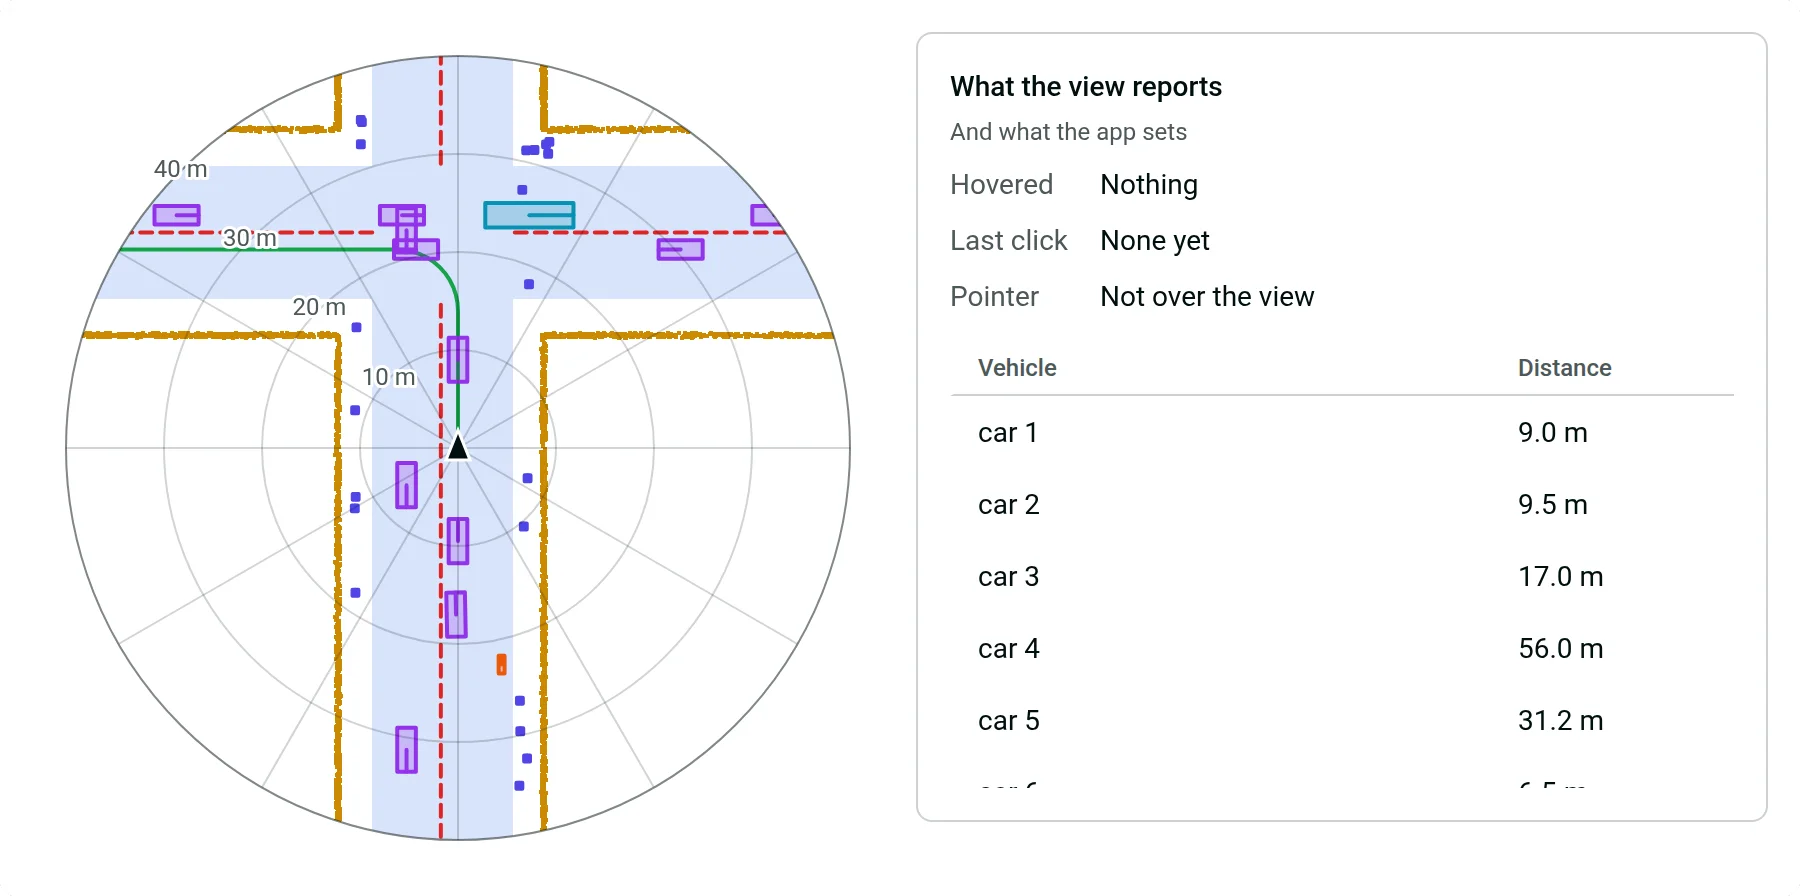 40 m
30 m
20 m
10 m
What the view reports
And what the app sets
Hovered Nothing
Last click None yet
Pointer Not over the view
Vehicle Distance
car 1 9.0 m
car 2 9.5 m
car 3 17.0 m
car 4 56.0 m
car 5 31.2 m